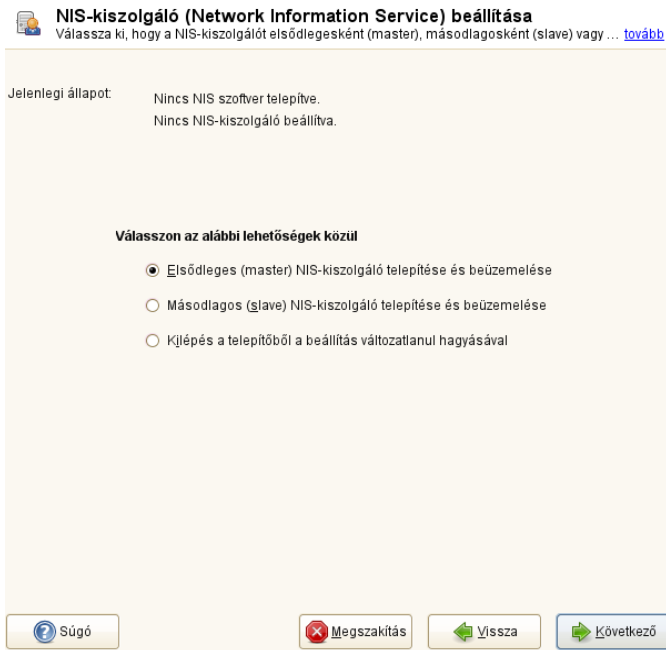 NIS-kiszolgáló (Network Information Service) beállítása
Válassza ki, hogy a NIS-kiszolgálót elsődlegesként (master), másodlagosként (slave) vagy … tovább
Jelenlegi állapot:
Nincs NIS szoftver telepítve.
Nincs NIS-kiszolgáló beállítva.
Válasszon az alábbi lehetőségek közül
Elsődleges (master) NIS-kiszolgáló telepítése és beüzemelése
Másodlagos (slave) NIS-kiszolgáló telepítése és beüzemelése
Kilépés a telepítőből a beállítás változatlanul hagyásával
Súgó
Megszakítás
Vissza
Következő